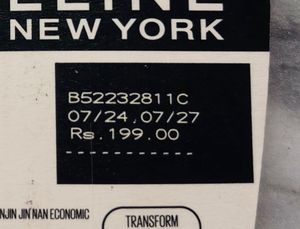 NEW YORK
B52232811C
07/24,07/27
Rs.199.00
--------------
NJIN JIN'NAN ECONOMIC
TRANSFORM